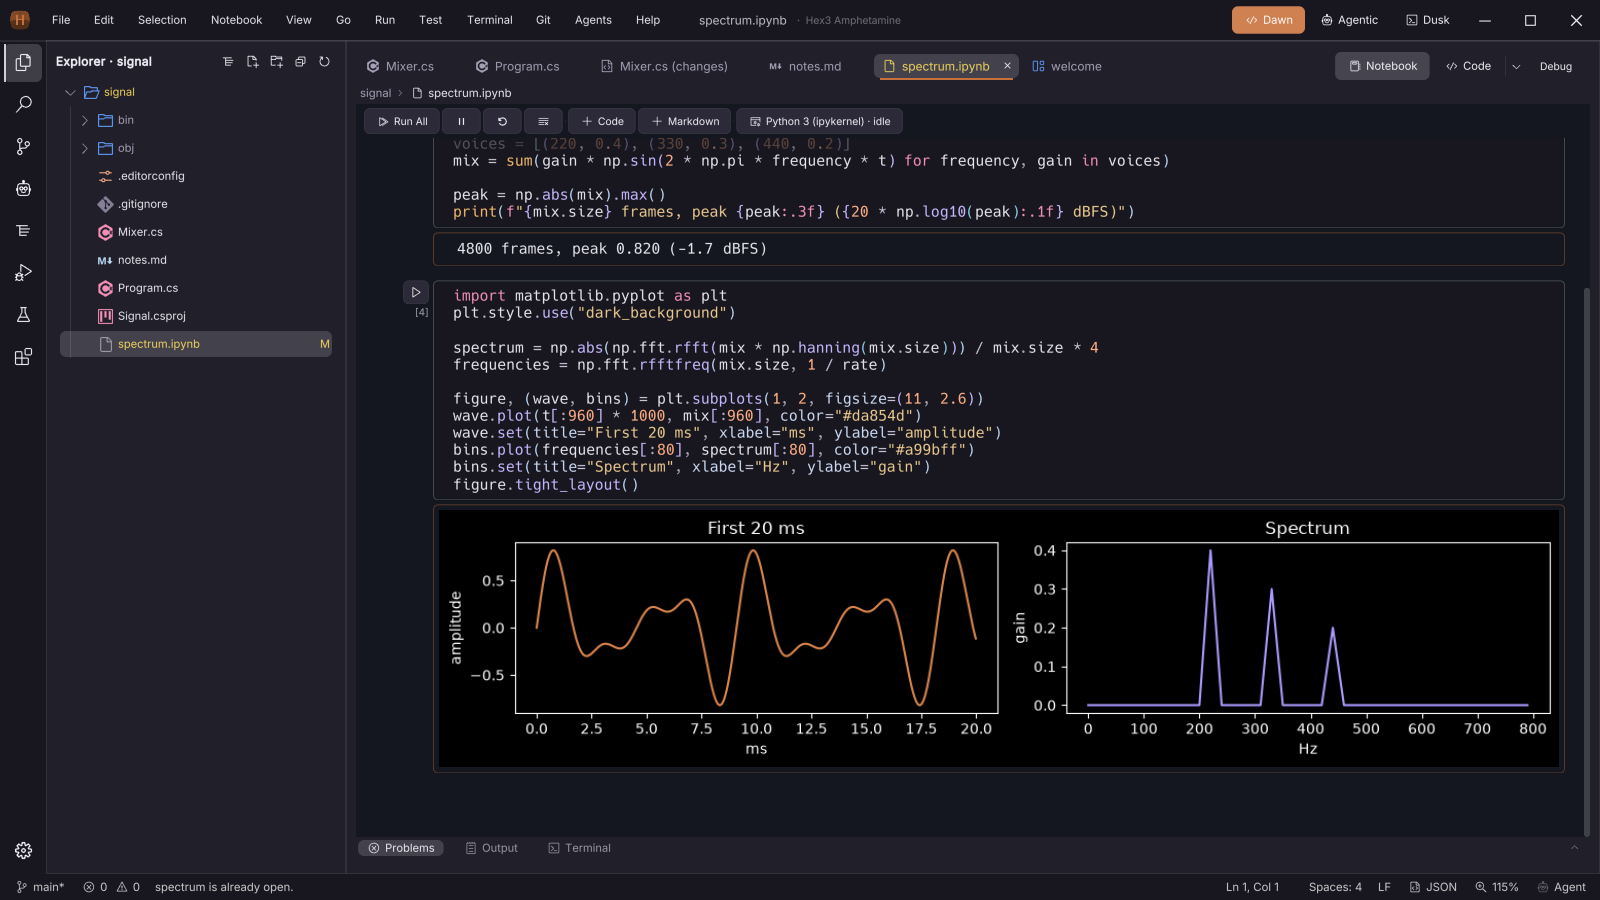 File Edit Selection Notebook View Go Run Test Terminal Git Agents Help spectrum.ipynb · Hex3 Amphetamine Dawn Agentic Dusk
Explorer · signal
Mixer.cs Program.cs Mixer.cs (changes) notes.md spectrum.ipynb welcome Notebook Code Debug
signal › spectrum.ipynb
Run All Code Markdown Python 3 (ipykernel) · idle
signal
bin
obj
.editorconfig
.gitignore
Mixer.cs
notes.md
Program.cs
Signal.csproj
spectrum.ipynb M
voices = [(220, 0.4), (330, 0.3), (440, 0.2)]
mix = sum(gain * np.sin(2 * np.pi * frequency * t) for frequency, gain in voices)
peak = np.abs(mix).max()
print(f"{mix.size} frames, peak {peak:.3f} ({20 * np.log10(peak):.1f} dBFS)")
4800 frames, peak 0.820 (-1.7 dBFS)
[4]
import matplotlib.pyplot as plt
plt.style.use("dark_background")
spectrum = np.abs(np.fft.rfft(mix * np.hanning(mix.size))) / mix.size * 4
frequencies = np.fft.rfftfreq(mix.size, 1 / rate)
figure, (wave, bins) = plt.subplots(1, 2, figsize=(11, 2.6))
wave.plot(t[:960] * 1000, mix[:960], color="#da854d")
wave.set(title="First 20 ms", xlabel="ms", ylabel="amplitude")
bins.plot(frequencies[:80], spectrum[:80], color="#a99bff")
bins.set(title="Spectrum", xlabel="Hz", ylabel="gain")
figure.tight_layout()
First 20 ms
amplitude
0.5
0.0
−0.5
0.0 2.5 5.0 7.5 10.0 12.5 15.0 17.5 20.0
ms
Spectrum
gain
0.4
0.3
0.2
0.1
0.0
0 100 200 300 400 500 600 700 800
Hz
Problems Output Terminal
main* 0 0 spectrum is already open. Ln 1, Col 1 Spaces: 4 LF JSON 115% Agent